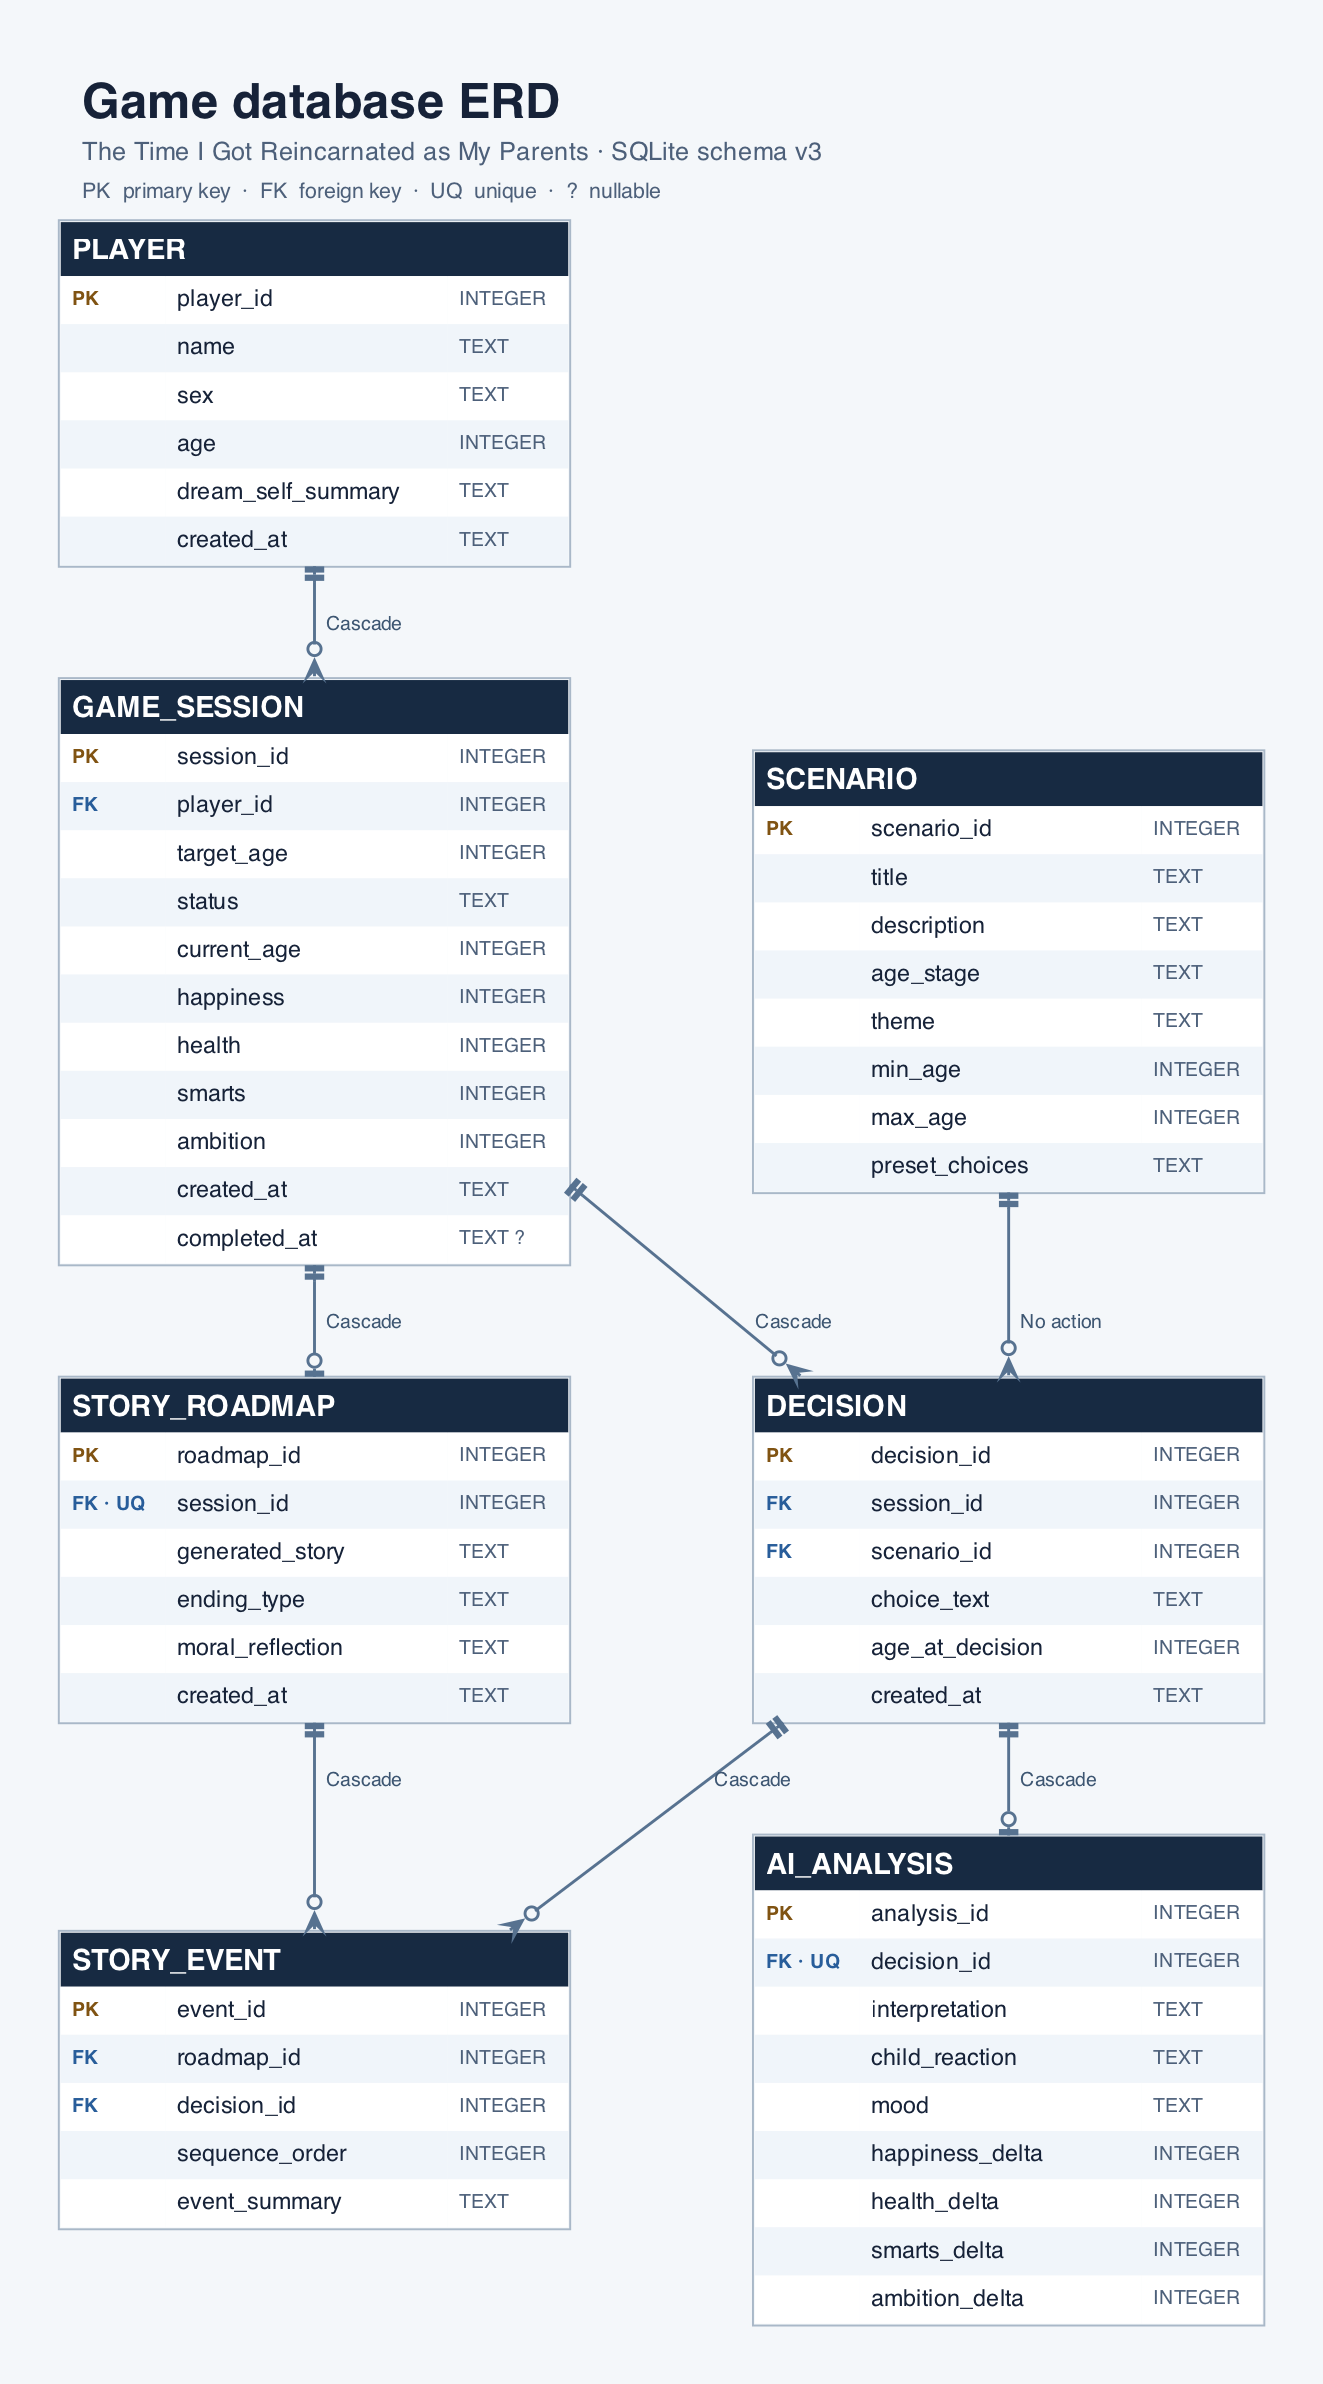 Game database ERD
The Time I Got Reincarnated as My Parents · SQLite schema v3
PK primary key · FK foreign key · UQ unique · ? nullable
PLAYER
PK player_id INTEGER
name TEXT
sex TEXT
age INTEGER
dream_self_summary TEXT
created_at TEXT
Cascade
GAME_SESSION
PK session_id INTEGER
FK player_id INTEGER
target_age INTEGER
status TEXT
current_age INTEGER
happiness INTEGER
health INTEGER
smarts INTEGER
ambition INTEGER
created_at TEXT
completed_at TEXT ?
SCENARIO
PK scenario_id INTEGER
title TEXT
description TEXT
age_stage TEXT
theme TEXT
min_age INTEGER
max_age INTEGER
preset_choices TEXT
Cascade
Cascade
No action
STORY_ROADMAP
PK roadmap_id INTEGER
FK · UQ session_id INTEGER
generated_story TEXT
ending_type TEXT
moral_reflection TEXT
created_at TEXT
DECISION
PK decision_id INTEGER
FK session_id INTEGER
FK scenario_id INTEGER
choice_text TEXT
age_at_decision INTEGER
created_at TEXT
Cascade
Cascade
Cascade
STORY_EVENT
PK event_id INTEGER
FK roadmap_id INTEGER
FK decision_id INTEGER
sequence_order INTEGER
event_summary TEXT
AI_ANALYSIS
PK analysis_id INTEGER
FK · UQ decision_id INTEGER
interpretation TEXT
child_reaction TEXT
mood TEXT
happiness_delta INTEGER
health_delta INTEGER
smarts_delta INTEGER
ambition_delta INTEGER